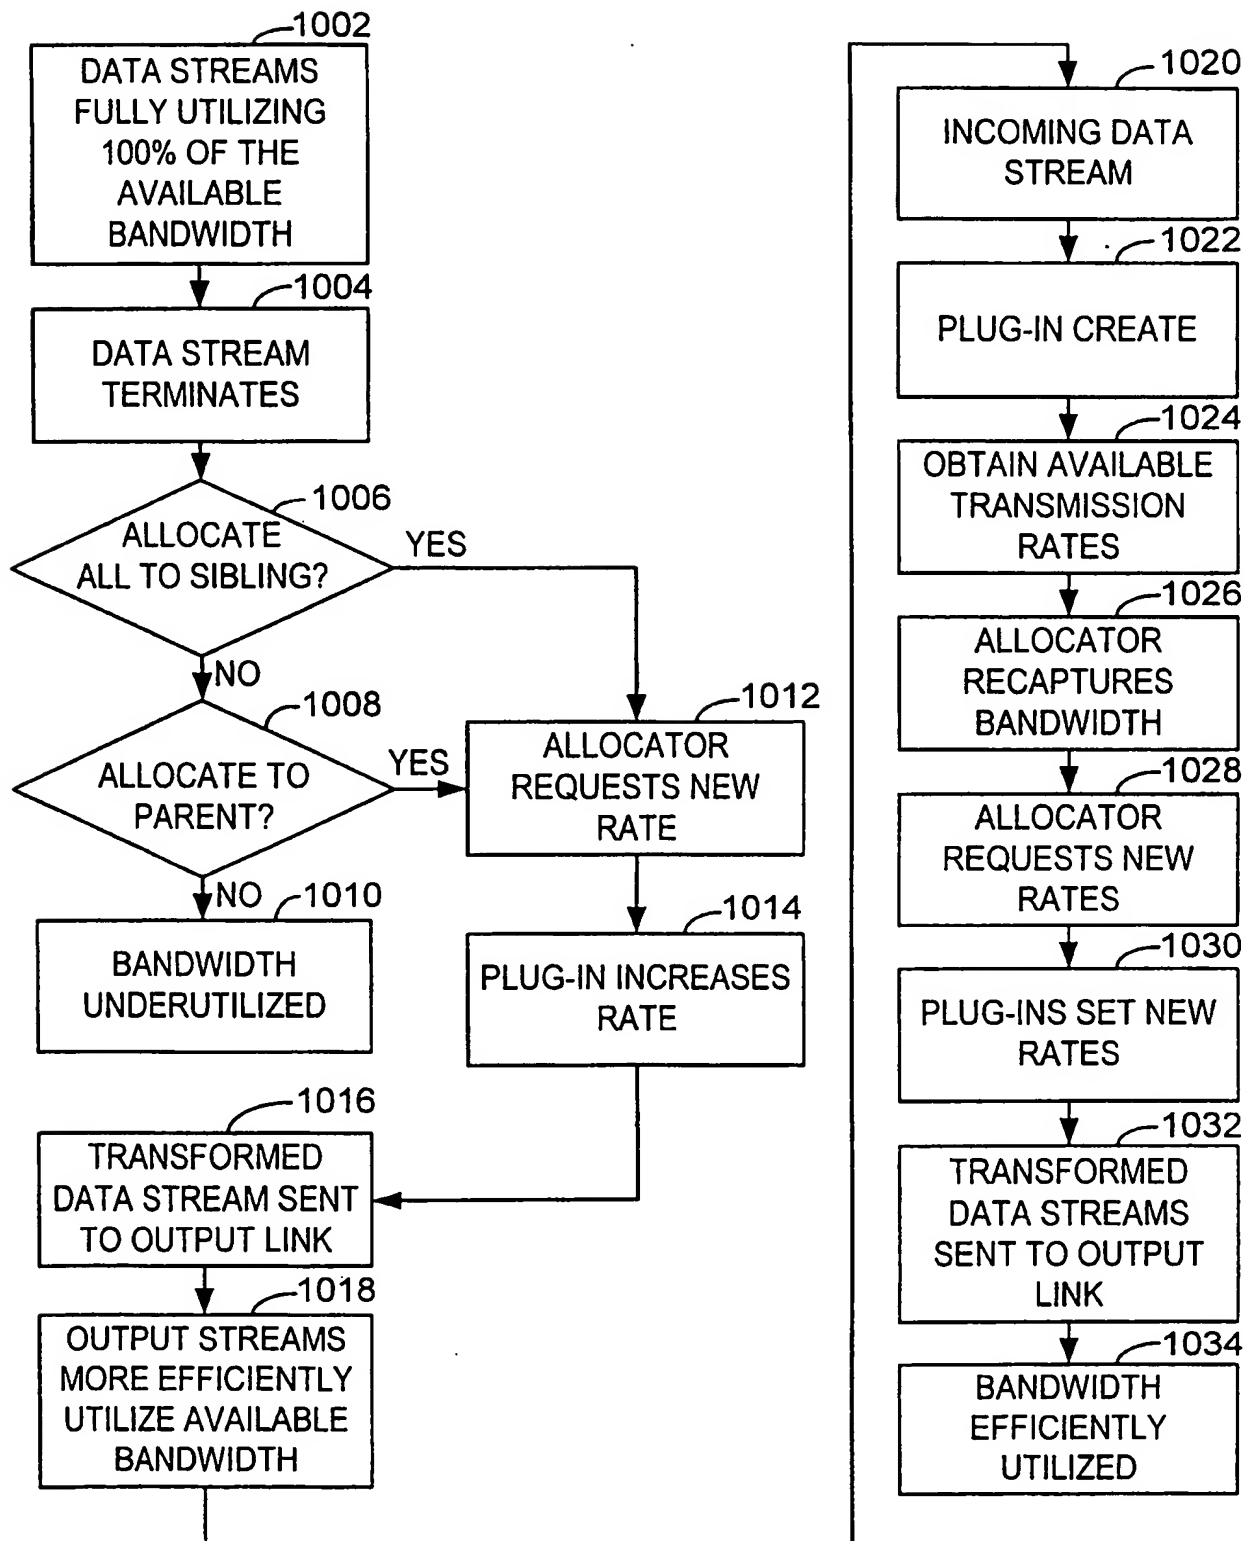 1002
DATA STREAMS
FULLY UTILIZING
100% OF THE
AVAILABLE
BANDWIDTH
1004
DATA STREAM
TERMINATES
1006
ALLOCATE
ALL TO SIBLING?
YES
NO
1008
ALLOCATE TO
PARENT?
YES
NO
1010
BANDWIDTH
UNDERUTILIZED
1012
ALLOCATOR
REQUESTS NEW
RATE
1014
PLUG-IN INCREASES
RATE
1016
TRANSFORMED
DATA STREAM SENT
TO OUTPUT LINK
1018
OUTPUT STREAMS
MORE EFFICIENTLY
UTILIZE AVAILABLE
BANDWIDTH
1020
INCOMING DATA
STREAM
1022
PLUG-IN CREATE
1024
OBTAIN AVAILABLE
TRANSMISSION
RATES
1026
ALLOCATOR
RECAPTURES
BANDWIDTH
1028
ALLOCATOR
REQUESTS NEW
RATES
1030
PLUG-INS SET NEW
RATES
1032
TRANSFORMED
DATA STREAMS
SENT TO OUTPUT
LINK
1034
BANDWIDTH
EFFICIENTLY
UTILIZED